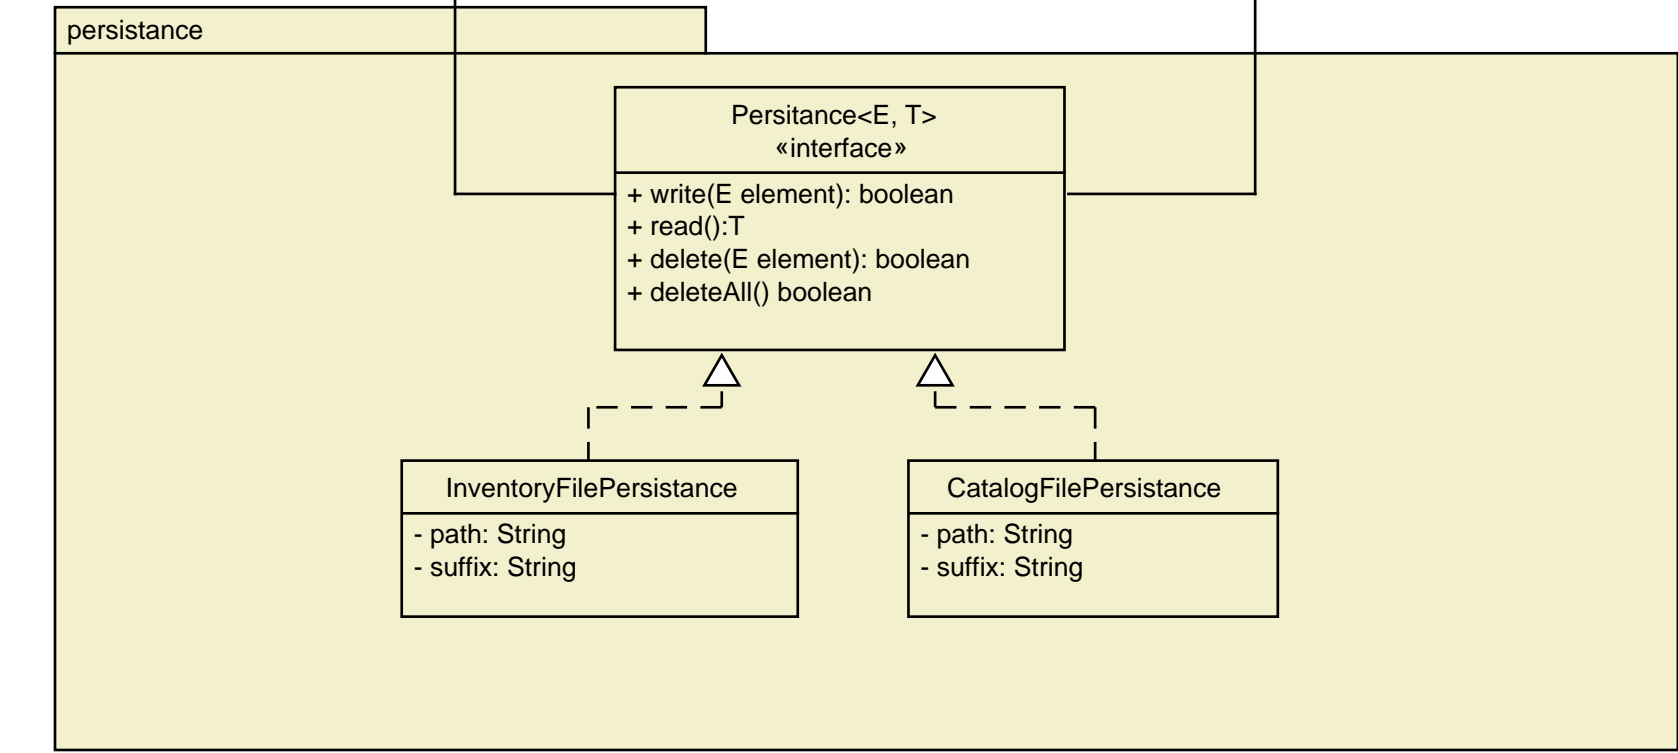 persistance
Persitance<E, T>
«interface»
+ write(E element): boolean
+ read():T
+ delete(E element): boolean
+ deleteAll() boolean
InventoryFilePersistance
- path: String
- suffix: String
CatalogFilePersistance
- path: String
- suffix: String